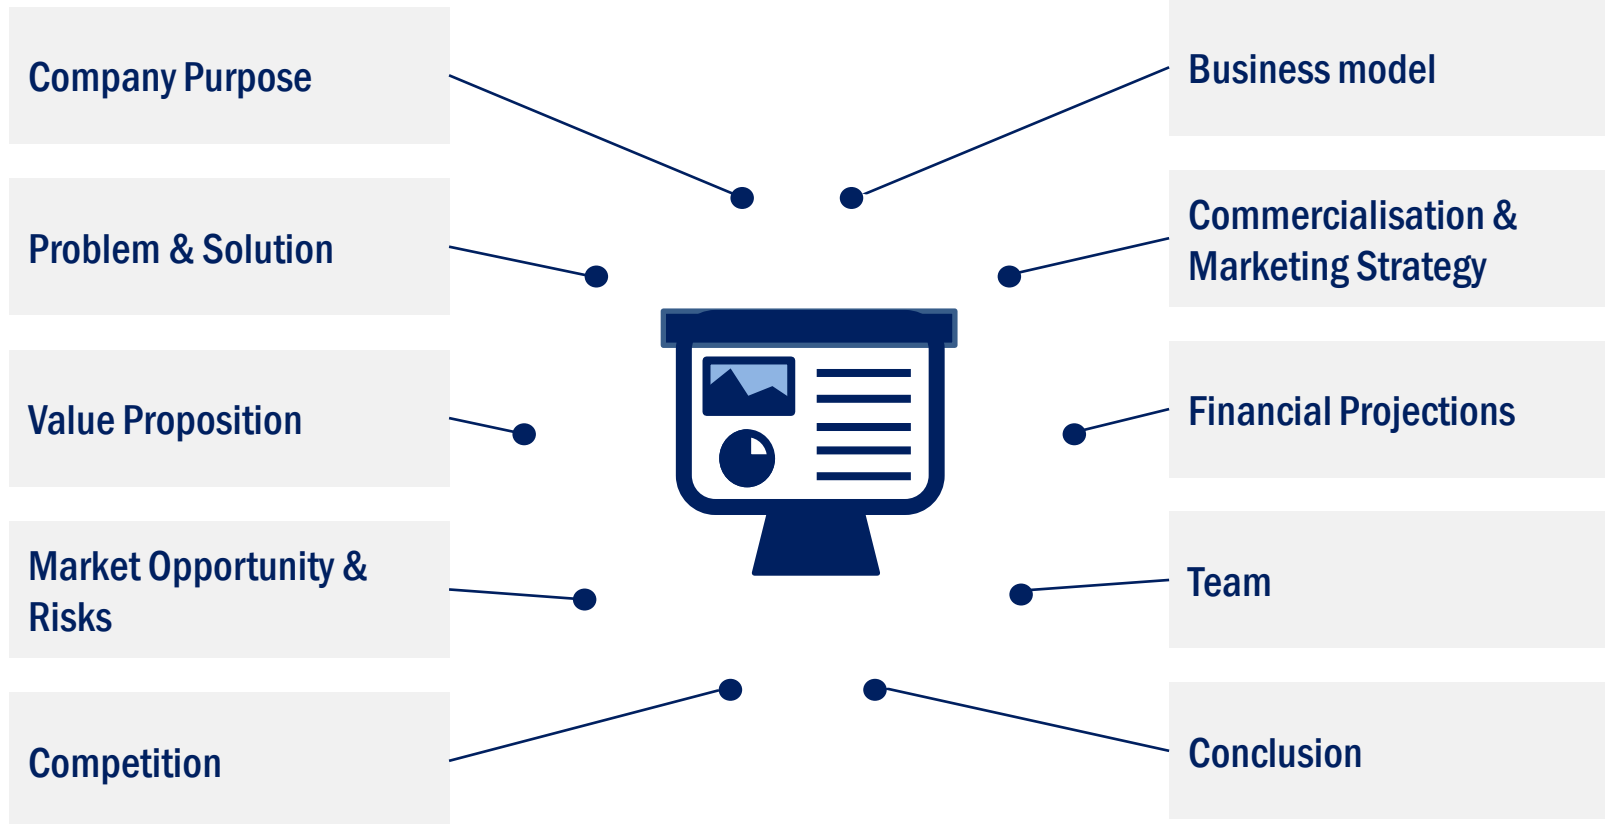 Company Purpose
Problem & Solution
Value Proposition
Market Opportunity &
Risks
Competition
Business model
Commercialisation &
Marketing Strategy
Financial Projections
Team
Conclusion